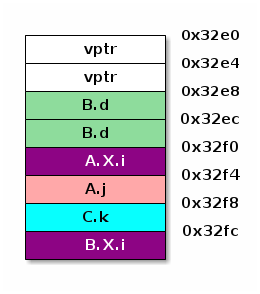 0x32e0
vptr
0x32e4
vptr
0x32e8
B.d
0x32ec
B.d
0x32f0
A.X.i
0x32f4
A.j
0x32f8
C.k
0x32fc
B.X.i